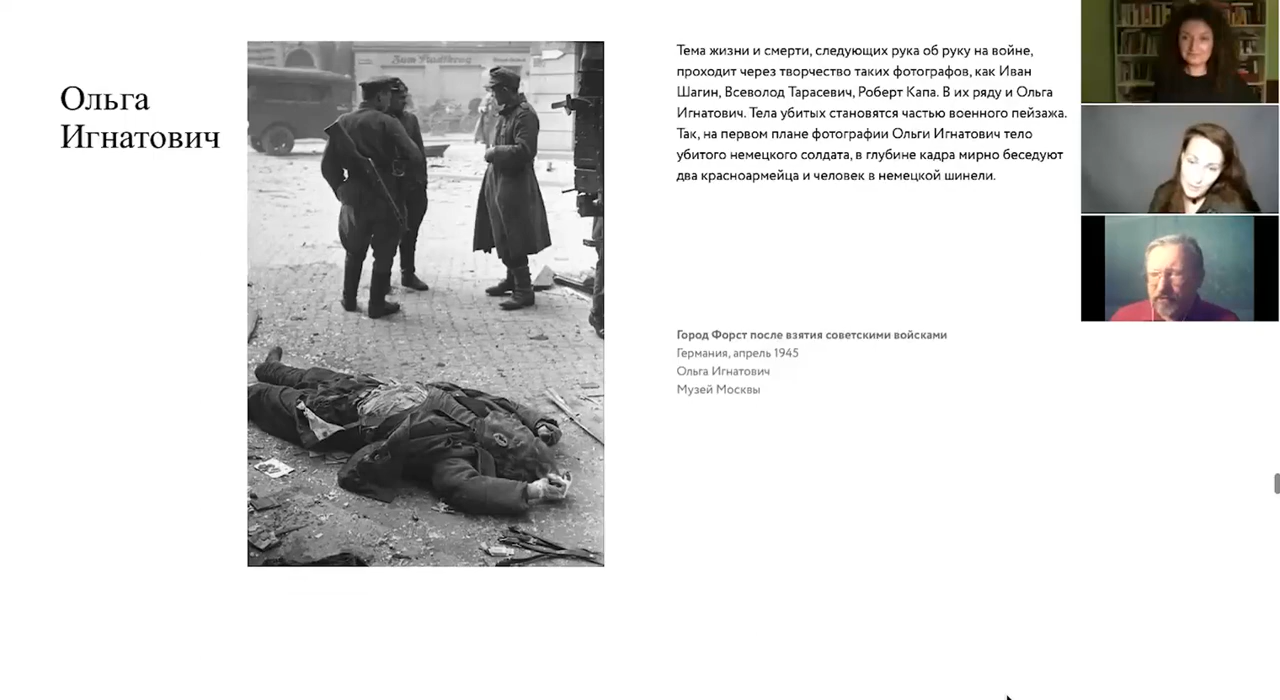 Ольга
Игнатович
Zum Stadtkrug
Тема жизни и смерти, следующих рука об руку на войне,
проходит через творчество таких фотографов, как Иван
Шагин, Всеволод Тарасевич, Роберт Капа. В их ряду и Ольга
Игнатович. Тела убитых становятся частью военного пейзажа.
Так, на первом плане фотографии Ольги Игнатович тело
убитого немецкого солдата, в глубине кадра мирно беседуют
два красноармейца и человек в немецкой шинели.
Город Форст после взятия советскими войсками
Германия, апрель 1945
Ольга Игнатович
Музей Москвы